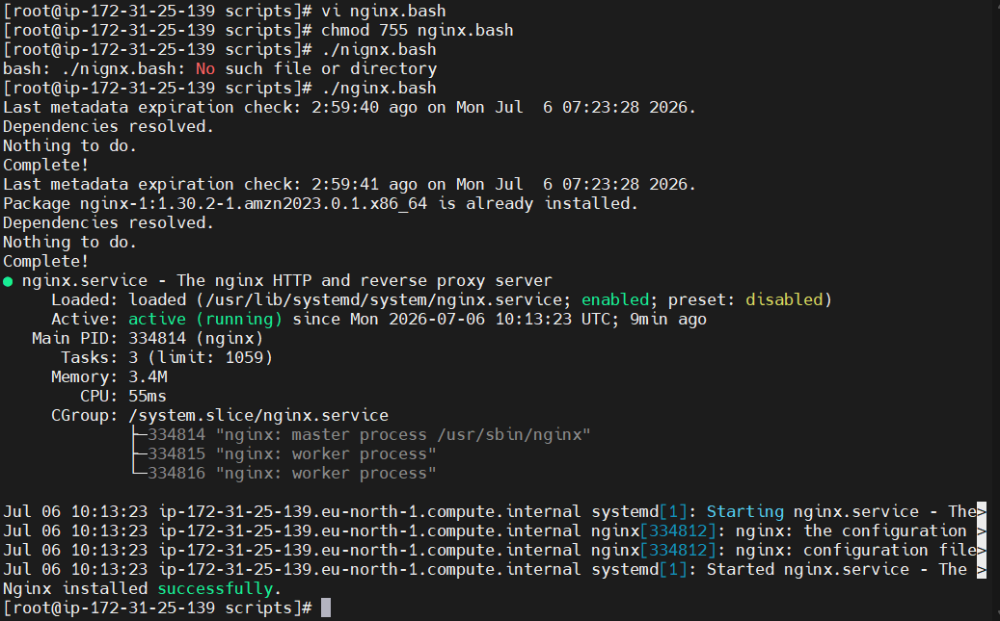 [root@ip-172-31-25-139 scripts]# vi nginx.bash
[root@ip-172-31-25-139 scripts]# chmod 755 nginx.bash
[root@ip-172-31-25-139 scripts]# ./nignx.bash
bash: ./nignx.bash: No such file or directory
[root@ip-172-31-25-139 scripts]# ./nginx.bash
Last metadata expiration check: 2:59:40 ago on Mon Jul  6 07:23:28 2026.
Dependencies resolved.
Nothing to do.
Complete!
Last metadata expiration check: 2:59:41 ago on Mon Jul  6 07:23:28 2026.
Package nginx-1:1.30.2-1.amzn2023.0.1.x86_64 is already installed.
Dependencies resolved.
Nothing to do.
Complete!
● nginx.service - The nginx HTTP and reverse proxy server
     Loaded: loaded (/usr/lib/systemd/system/nginx.service; enabled; preset: disabled)
     Active: active (running) since Mon 2026-07-06 10:13:23 UTC; 9min ago
   Main PID: 334814 (nginx)
      Tasks: 3 (limit: 1059)
     Memory: 3.4M
        CPU: 55ms
     CGroup: /system.slice/nginx.service
             ├─334814 "nginx: master process /usr/sbin/nginx"
             ├─334815 "nginx: worker process"
             └─334816 "nginx: worker process"

Jul 06 10:13:23 ip-172-31-25-139.eu-north-1.compute.internal systemd[1]: Starting nginx.service - The>
Jul 06 10:13:23 ip-172-31-25-139.eu-north-1.compute.internal nginx[334812]: nginx: the configuration >
Jul 06 10:13:23 ip-172-31-25-139.eu-north-1.compute.internal nginx[334812]: nginx: configuration file>
Jul 06 10:13:23 ip-172-31-25-139.eu-north-1.compute.internal systemd[1]: Started nginx.service - The >
Nginx installed successfully.
[root@ip-172-31-25-139 scripts]#